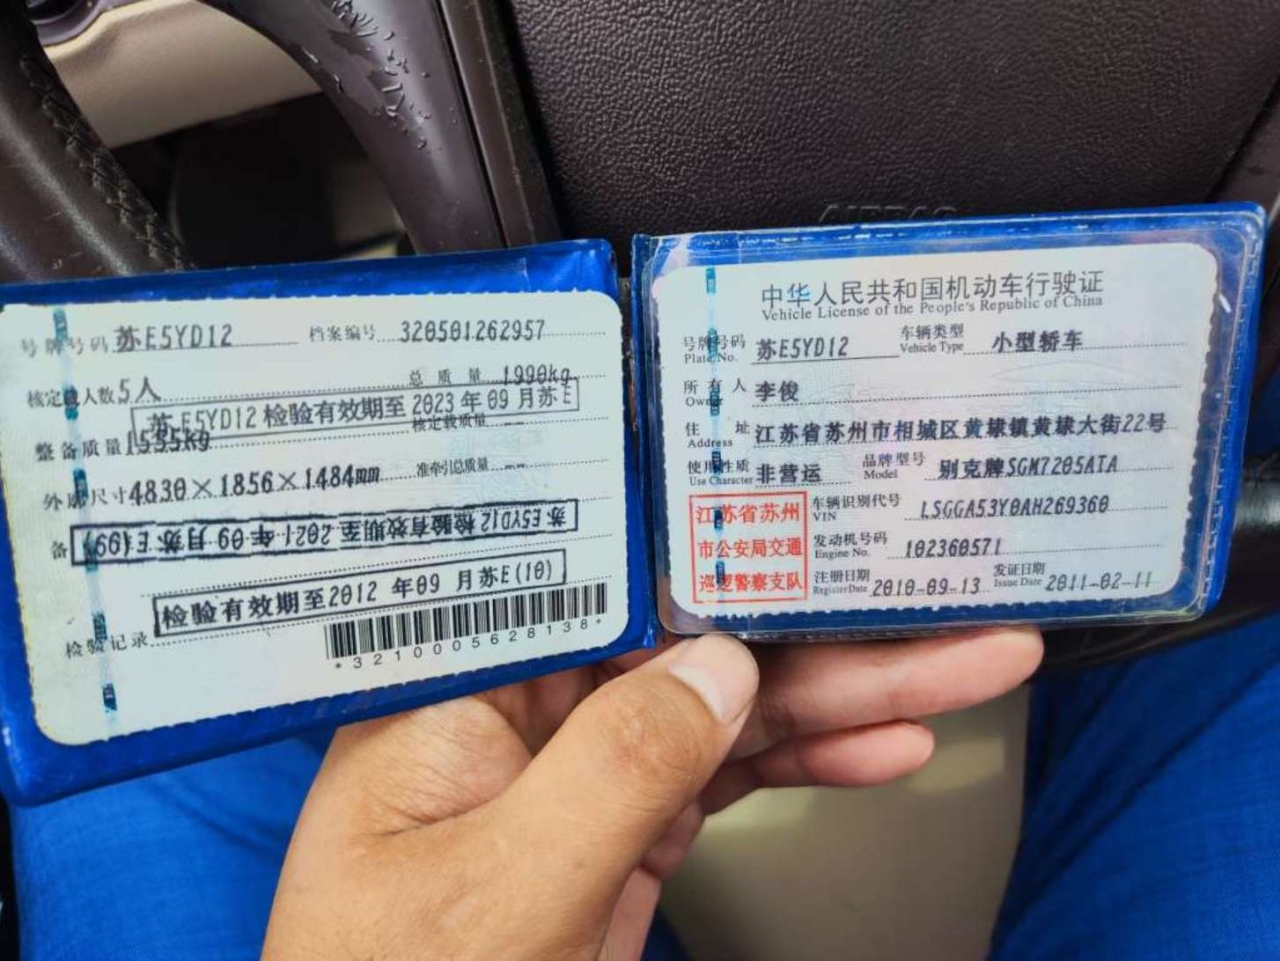 号牌号码 苏E5YD12 档案编号 320501262957
核定载人数 5人 总质量 1990kg
苏E5YD12 检验有效期至 2023 年 09 月苏E
整备质量 1535kg 核定载质量 --
外廓尺寸 4830×1856×1484mm 准牵引总质量 --
备
苏E5YD12 检验有效期至 2021 年 09 月苏E(99)
检验有效期至2012 年09 月苏E(10)
检验记录
*3210005628138*
AIRBAG
中华人民共和国机动车行驶证
Vehicle License of the People's Republic of China
号牌号码 Plate No. 苏E5YD12 车辆类型 Vehicle Type 小型轿车
所有人 Owner 李俊
住址 Address 江苏省苏州市相城区黄埭镇黄埭大街22号
使用性质 Use Character 非营运 品牌型号 Model 别克牌SGM7205ATA
江苏省苏州
市公安局交通
巡逻警察支队
车辆识别代号 VIN LSGGA53Y0AH269360
发动机号码 Engine No. 102360571
注册日期 Register Date 2010-09-13 发证日期 Issue Date 2011-02-11